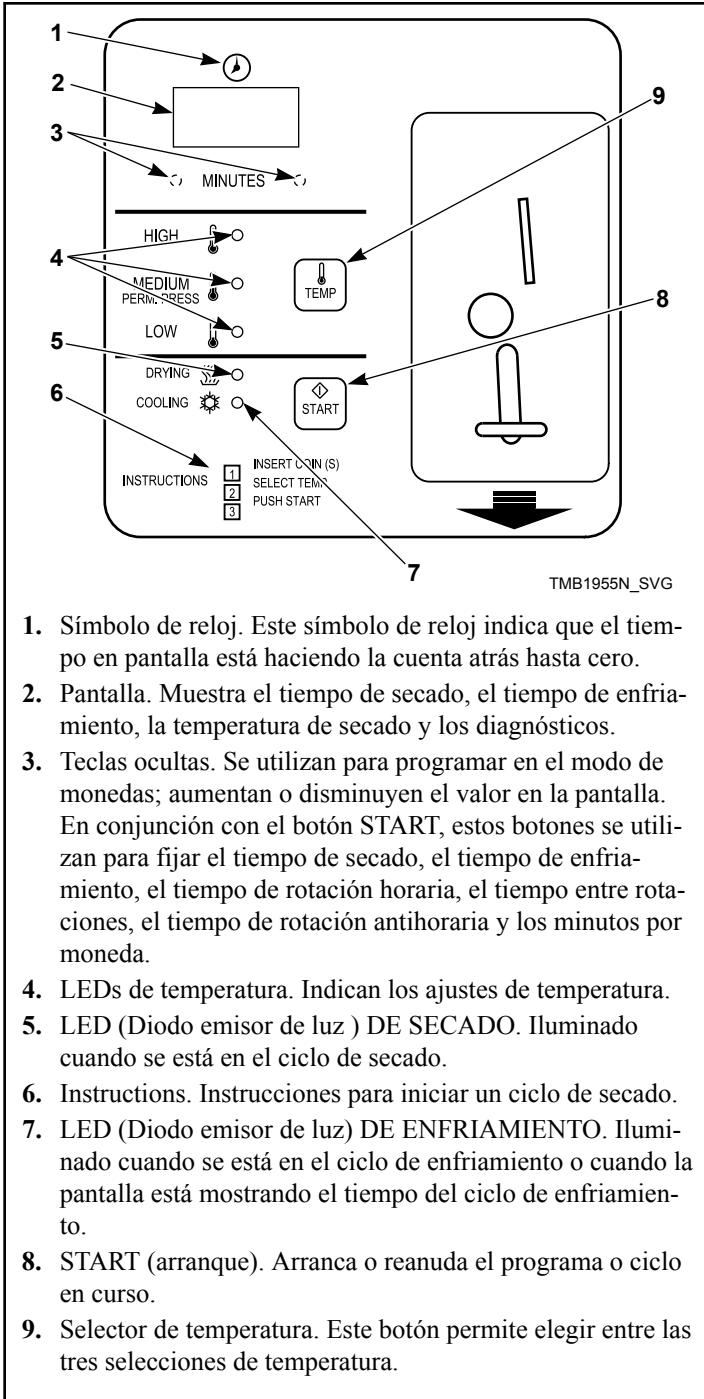 1
2
3
MINUTES
HIGH
4
MEDIUM
PERM. PRESS
TEMP
9
LOW
8
5
DRYING
6
COOLING
START
INSTRUCTIONS
1 INSERT COIN (S)
2 SELECT TEMP.
3 PUSH START
7
TMB1955N_SVG
1. Símbolo de reloj. Este símbolo de reloj indica que el tiem-
po en pantalla está haciendo la cuenta atrás hasta cero.
2. Pantalla. Muestra el tiempo de secado, el tiempo de enfria-
miento, la temperatura de secado y los diagnósticos.
3. Teclas ocultas. Se utilizan para programar en el modo de
monedas; aumentan o disminuyen el valor en la pantalla.
En conjunción con el botón START, estos botones se utili-
zan para fijar el tiempo de secado, el tiempo de enfria-
miento, el tiempo de rotación horaria, el tiempo entre rota-
ciones, el tiempo de rotación antihoraria y los minutos por
moneda.
4. LEDs de temperatura. Indican los ajustes de temperatura.
5. LED (Diodo emisor de luz ) DE SECADO. Iluminado
cuando se está en el ciclo de secado.
6. Instructions. Instrucciones para iniciar un ciclo de secado.
7. LED (Diodo emisor de luz) DE ENFRIAMIENTO. Ilumi-
nado cuando se está en el ciclo de enfriamiento o cuando la
pantalla está mostrando el tiempo del ciclo de enfriamien-
to.
8. START (arranque). Arranca o reanuda el programa o ciclo
en curso.
9. Selector de temperatura. Este botón permite elegir entre las
tres selecciones de temperatura.